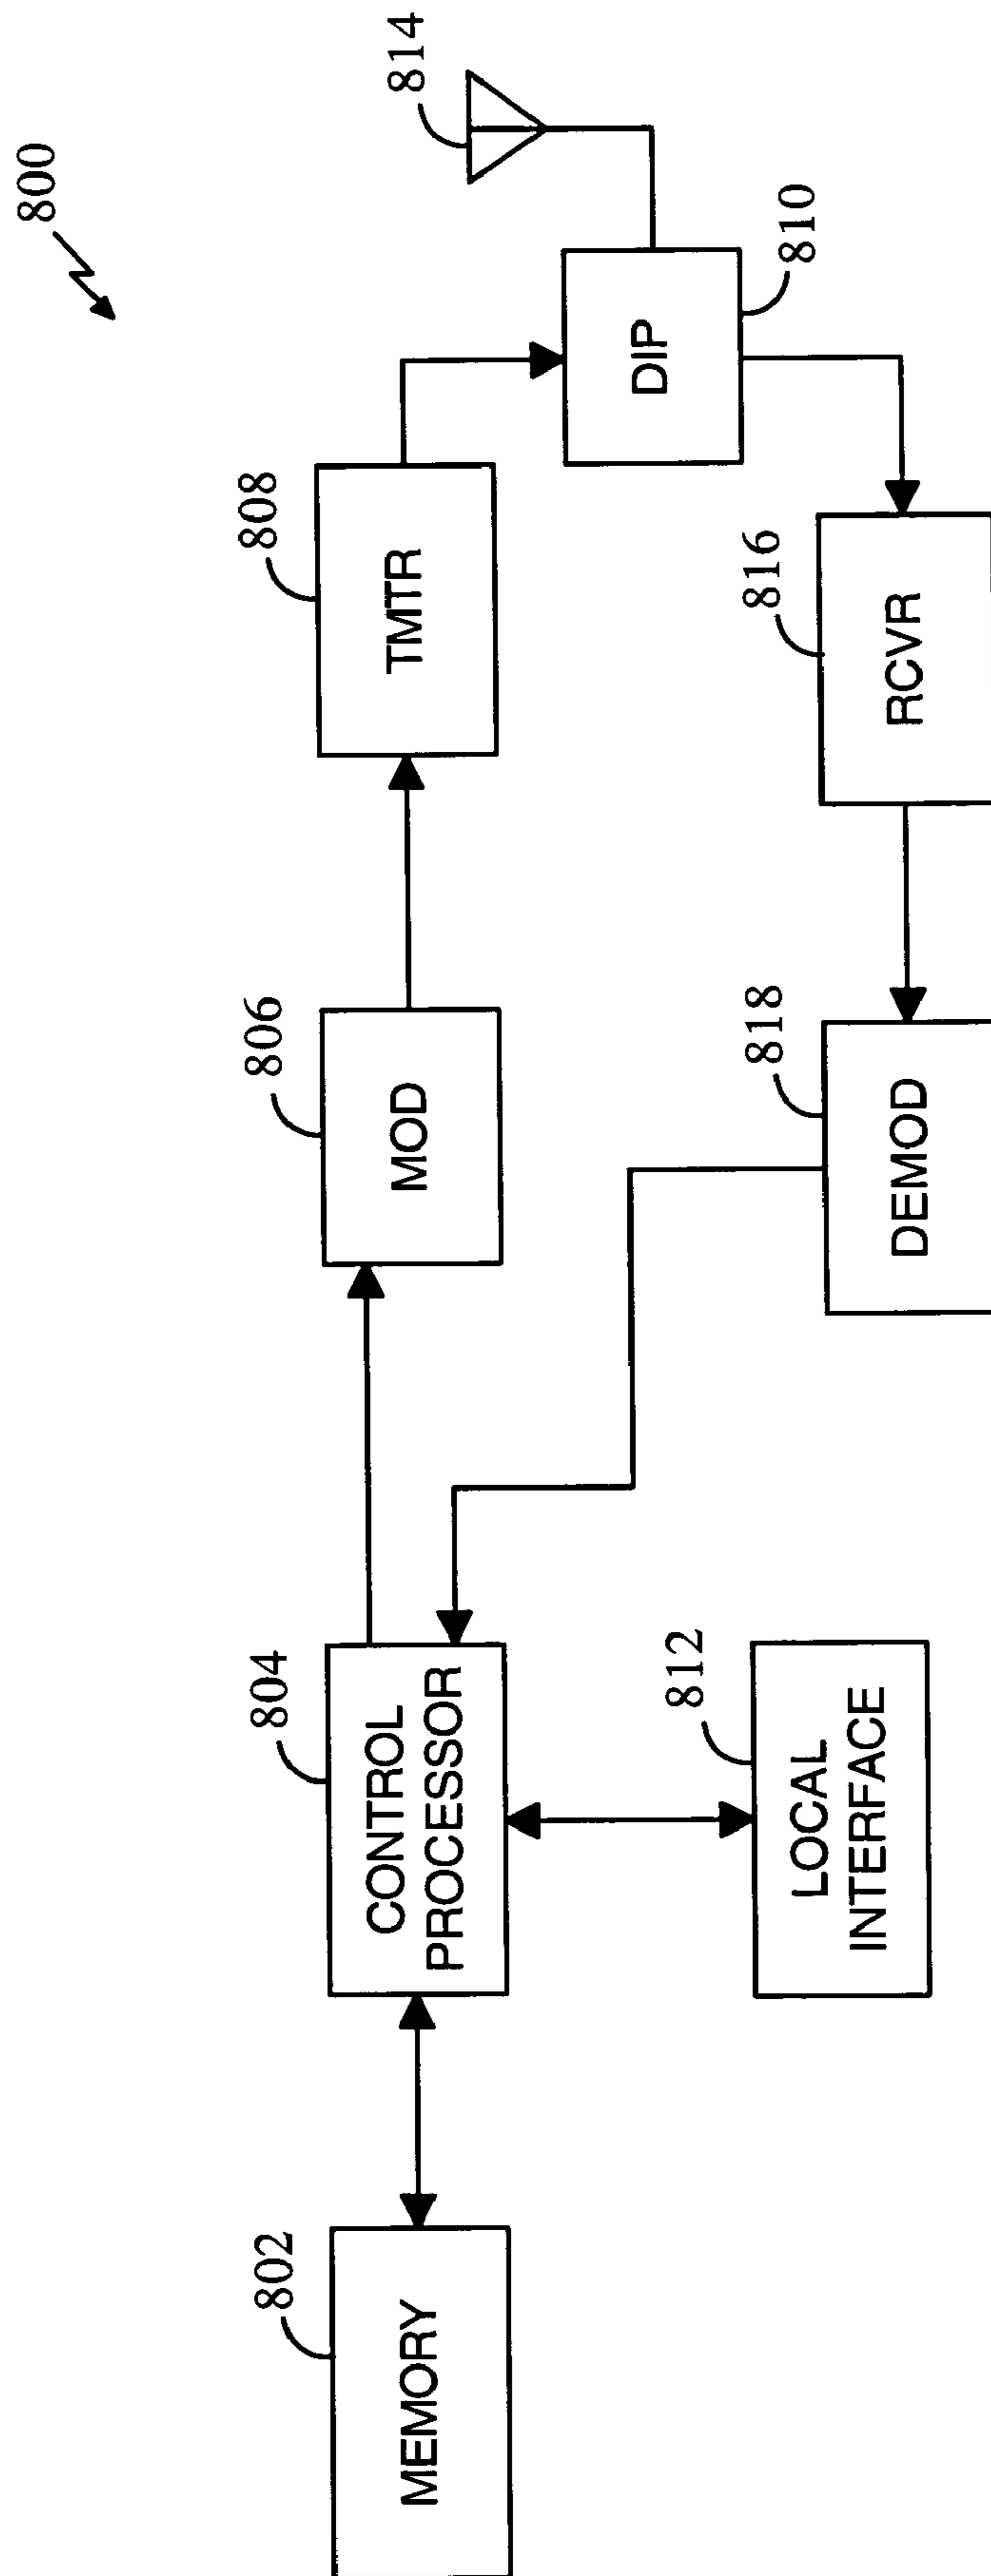 800
802
MEMORY
804
CONTROL
PROCESSOR
806
MOD
808
TMTR
814
DIP
810
812
LOCAL
INTERFACE
818
DEMOD
816
RCVR